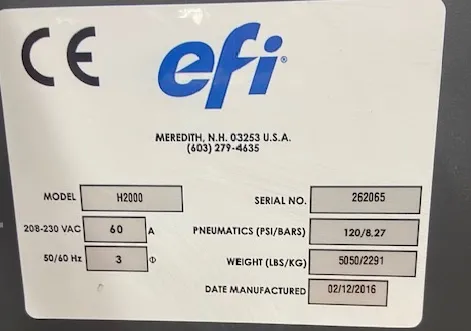 CE
efi
MEREDITH, N.H. 03253 U.S.A.
(603) 279-4635
MODEL H2000 SERIAL NO. 262065
208-230 VAC 60 A PNEUMATICS (PSI/BARS) 120/8.27
50/60 Hz 3 Φ WEIGHT (LBS/KG) 5050/2291
DATE MANUFACTURED 02/12/2016